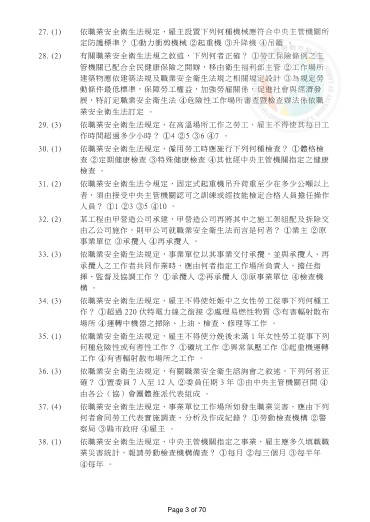 27. (1) 依職業安全衛生法規定，雇主設置下列何種機械應符合中央主管機關所
定防護標準？①動力衝剪機械②起重機③升降機④吊籠。
28. (2) 有關職業安全衛生法規之敘述，下列何者正確？①勞工保險條例之主
管機關已配合全民健康保險之開辦，移由衛生福利部主管②工作場所
建築物應依建築法規及職業安全衛生法規之相關規定設計③為規定勞
動條件最低標準，保障勞工權益，加強勞雇關係，促進社會與經濟發
展，特訂定職業安全衛生法④危險性工作場所審查暨檢查辦法係依職
業安全衛生法訂定。
29. (3) 依職業安全衛生法規定，在高溫場所工作之勞工，雇主不得使其每日工
作時間超過多少小時？①4②5③6④7。
30. (1) 依職業安全衛生法規定，僱用勞工時應施行下列何種檢查？①體格檢
查②定期健康檢查③特殊健康檢查④其他經中央主管機關指定之健康
檢查。
31. (2) 依職業安全衛生法令規定，固定式起重機吊升荷重至少在多少公噸以上
者，須由接受中央主管機關認可之訓練或經技能檢定合格人員擔任操作
人員？①1②3③5④10。
32. (2) 某工程由甲營造公司承建，甲營造公司再將其中之施工架組配及拆除交
由乙公司施作，則甲公司就職業安全衛生法而言是何者？①業主②原
事業單位③承攬人④再承攬人。
33. (3) 依職業安全衛生法規定，事業單位以其事業交付承攬，並與承攬人、再
承攬人之工作者共同作業時，應由何者指定工作場所負責人，擔任指
揮、監督及協調工作？①承攬人②再承攬人③原事業單位④檢查機
構。
34. (3) 依職業安全衛生法規定，雇主不得使妊娠中之女性勞工從事下列何種工
作？①超過 220 伏特電力線之銜接②處理易燃性物質③有害輻射散布
場所④運轉中機器之掃除、上油、檢查、修理等工作。
35. (1) 依職業安全衛生法規定，雇主不得使分娩後未滿 1 年女性勞工從事下列
何種危險性或有害性工作？①礦坑工作②異常氣壓工作③起重機運轉
工作④有害輻射散布場所之工作。
36. (3) 依職業安全衛生法規定，有關職業安全衛生諮詢會之敘述，下列何者正
確？①置委員 7 人至 12 人②委員任期 3 年③由中央主管機關召開④
由各公（協）會團體推派代表組成。
37. (4) 依職業安全衛生法規定，事業單位工作場所如發生職業災害，應由下列
何者會同勞工代表實施調查、分析及作成紀錄？①勞動檢查機構②警
察局③縣市政府④雇主。
38. (1) 依職業安全衛生法規定，中央主管機關指定之事業，雇主應多久填載職
業災害統計，報請勞動檢查機構備查？①每月②每三個月③每半年
④每年。
Page 3 of 70